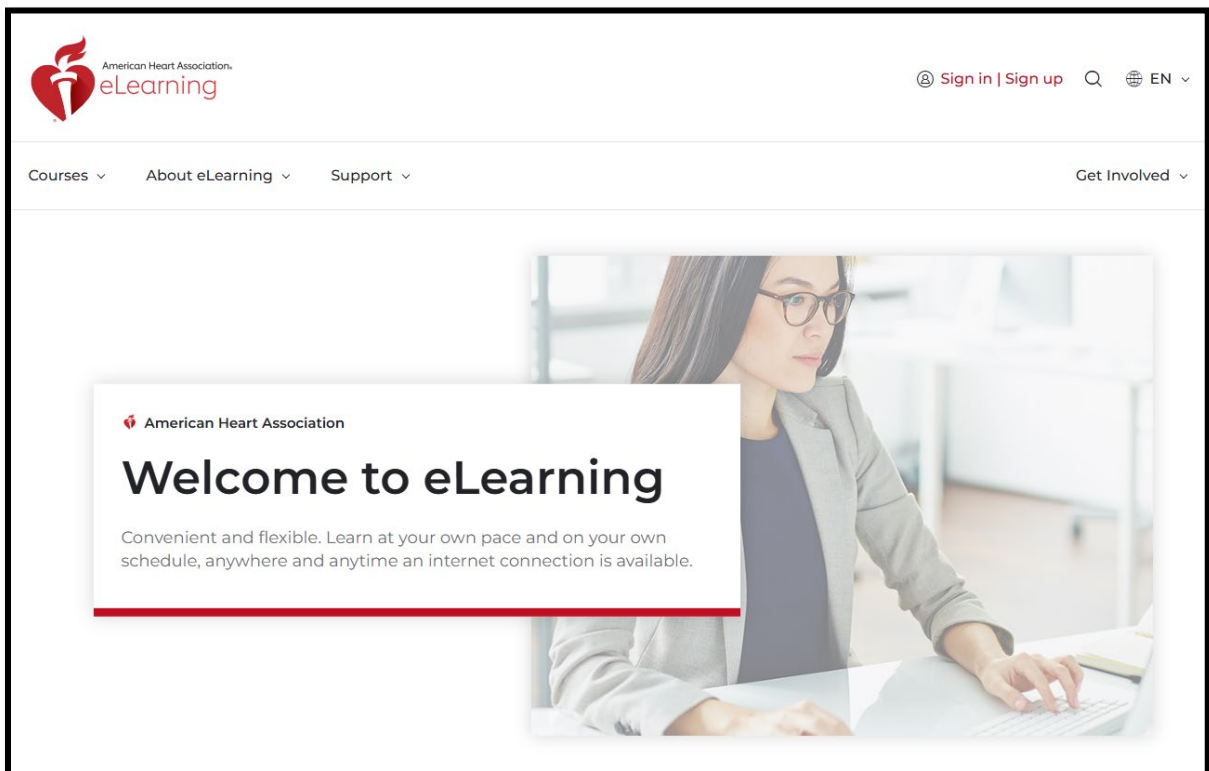 American Heart Association.
eLearning
Sign in | Sign up
EN
Courses
About eLearning
Support
Get Involved
American Heart Association
Welcome to eLearning
Convenient and flexible. Learn at your own pace and on your own
schedule, anywhere and anytime an internet connection is available.